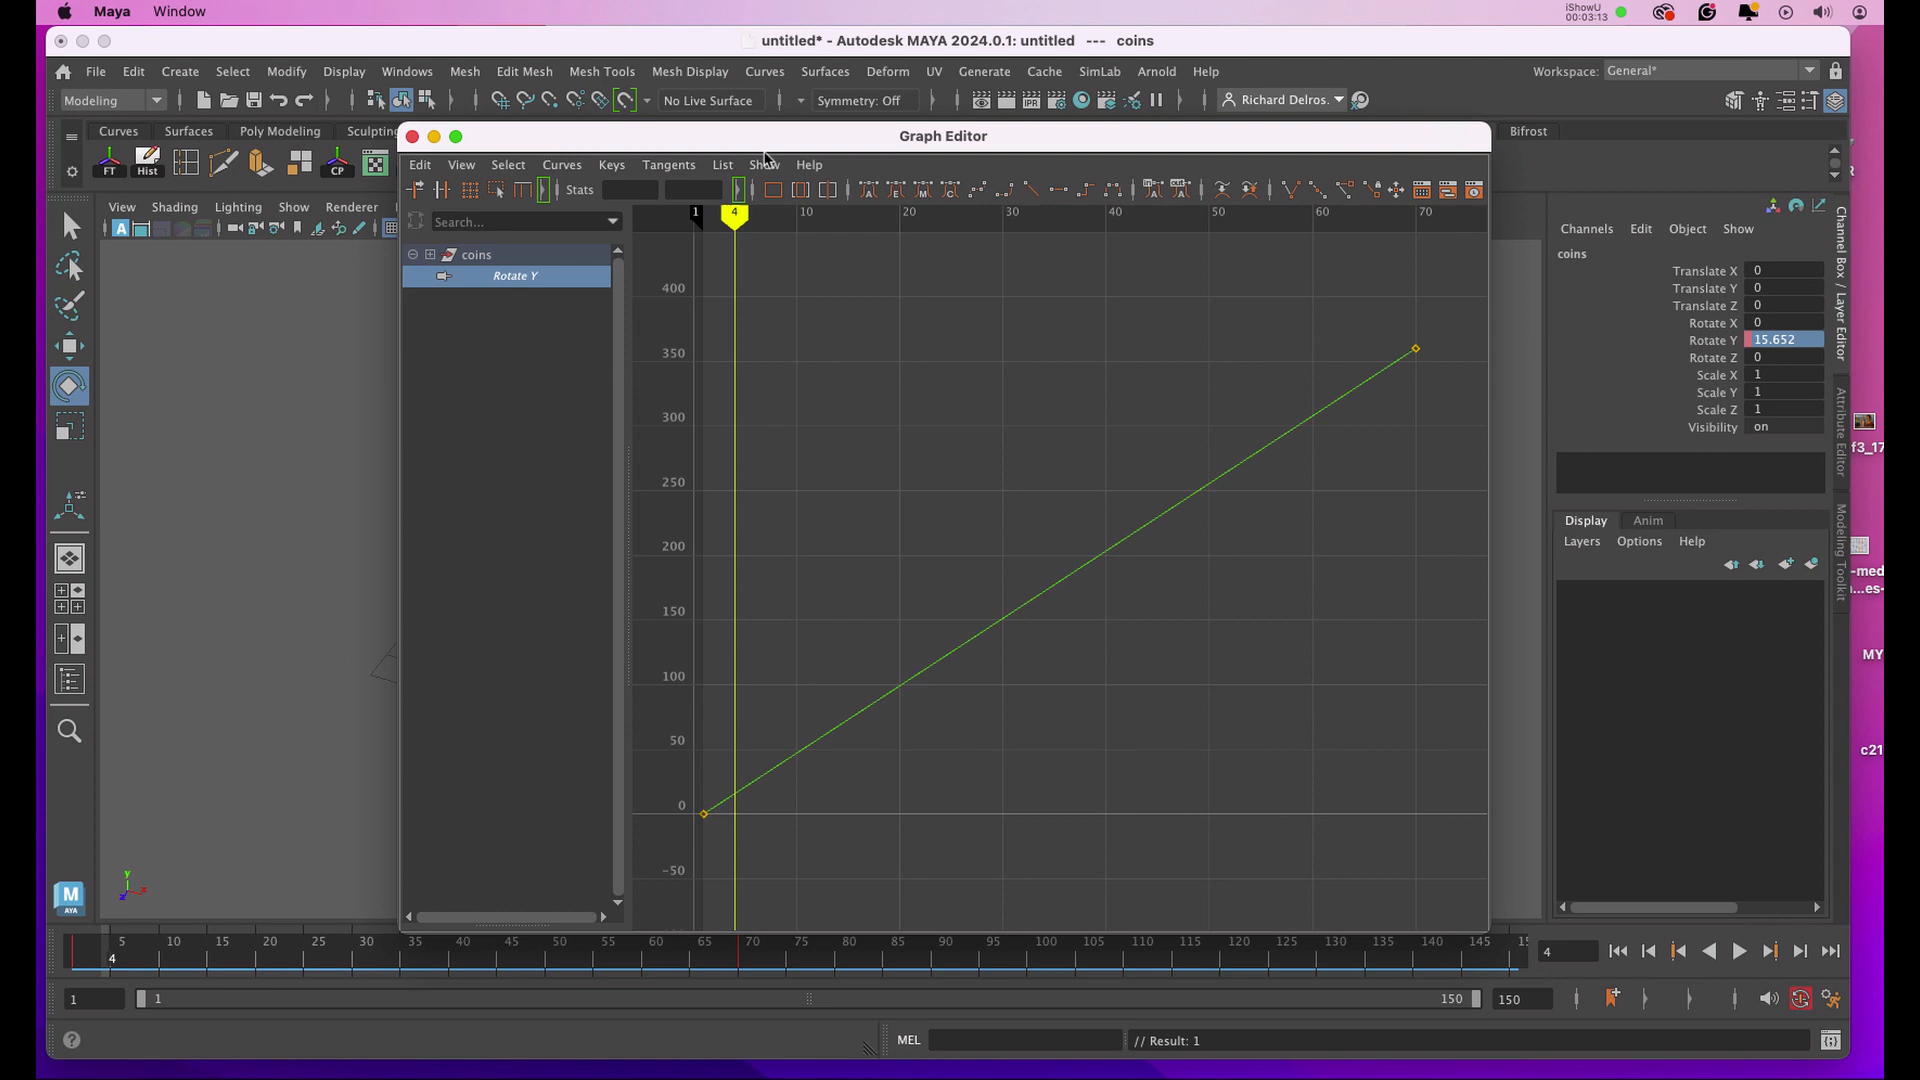 Maya Window
iShowU
00:03:13
untitled* - Autodesk MAYA 2024.0.1: untitled --- coins
File Edit Create Select Modify Display Windows Mesh Edit Mesh Mesh Tools Mesh Display Curves Surfaces Deform UV Generate Cache SimLab Arnold Help
Workspace: General*
Modeling
No Live Surface
Symmetry: Off
Richard Delros.
Curves Surfaces Poly Modeling Sculpting
Graph Editor
Bifrost
FT Hist CP
Edit View Select Curves Keys Tangents List Show Help
Stats
View Shading Lighting Show Renderer
Search...
1 4 10 20 30 40 50 60 70
coins
Rotate Y
400
350
300
250
200
150
100
50
0
-50
Channels Edit Object Show
coins
Translate X 0
Translate Y 0
Translate Z 0
Rotate X 0
Rotate Y 15.652
Rotate Z 0
Scale X 1
Scale Y 1
Scale Z 1
Visibility on
Channel Box / Layer Editor
Attribute Editor
Modeling Toolkit
Display Anim
Layers Options Help
f3_17
-med
...es-
MY
c21
M
AYA
y
z
5 10 15 20 25 30 35 40 45 50 55 60 65 70 75 80 85 90 95 100 105 110 115 120 125 130 135 140 145 15
4
4
1 1 150 150
MEL
// Result: 1